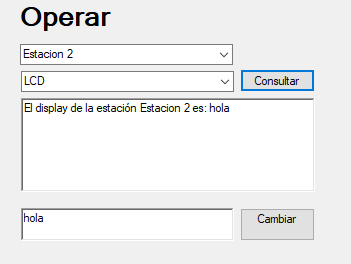 Operar
Estacion 2
LCD
Consultar
El display de la estación Estacion 2 es: hola
hola
Cambiar